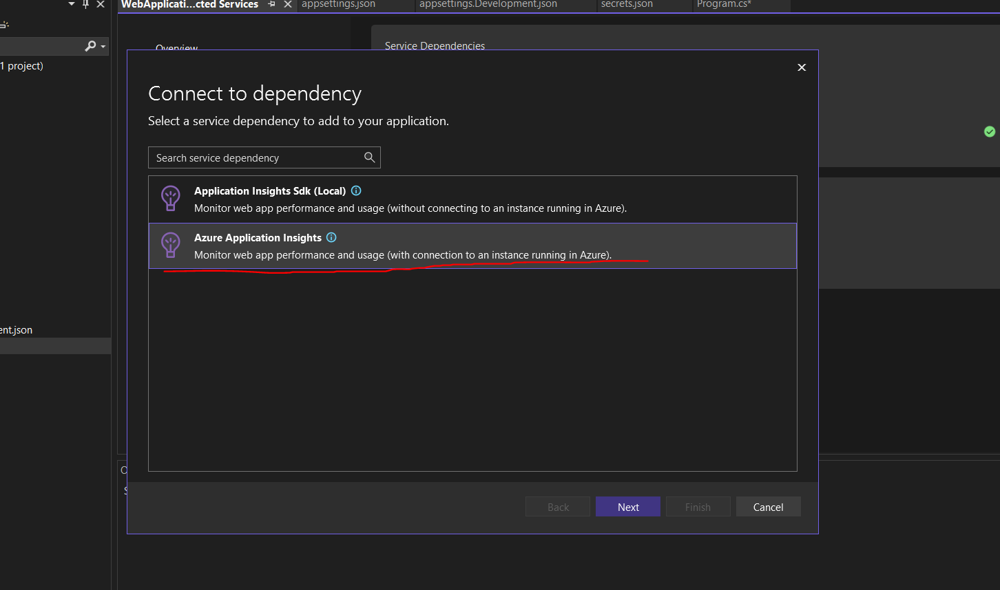 WebApplicati...cted Services
appsettings.json
appsettings.Development.json
secrets.json
Program.cs*
1 project)
Overview
Service Dependencies
Connect to dependency
Select a service dependency to add to your application.
Search service dependency
Application Insights Sdk (Local)
Monitor web app performance and usage (without connecting to an instance running in Azure).
Azure Application Insights
Monitor web app performance and usage (with connection to an instance running in Azure).
ent.json
Back
Next
Finish
Cancel